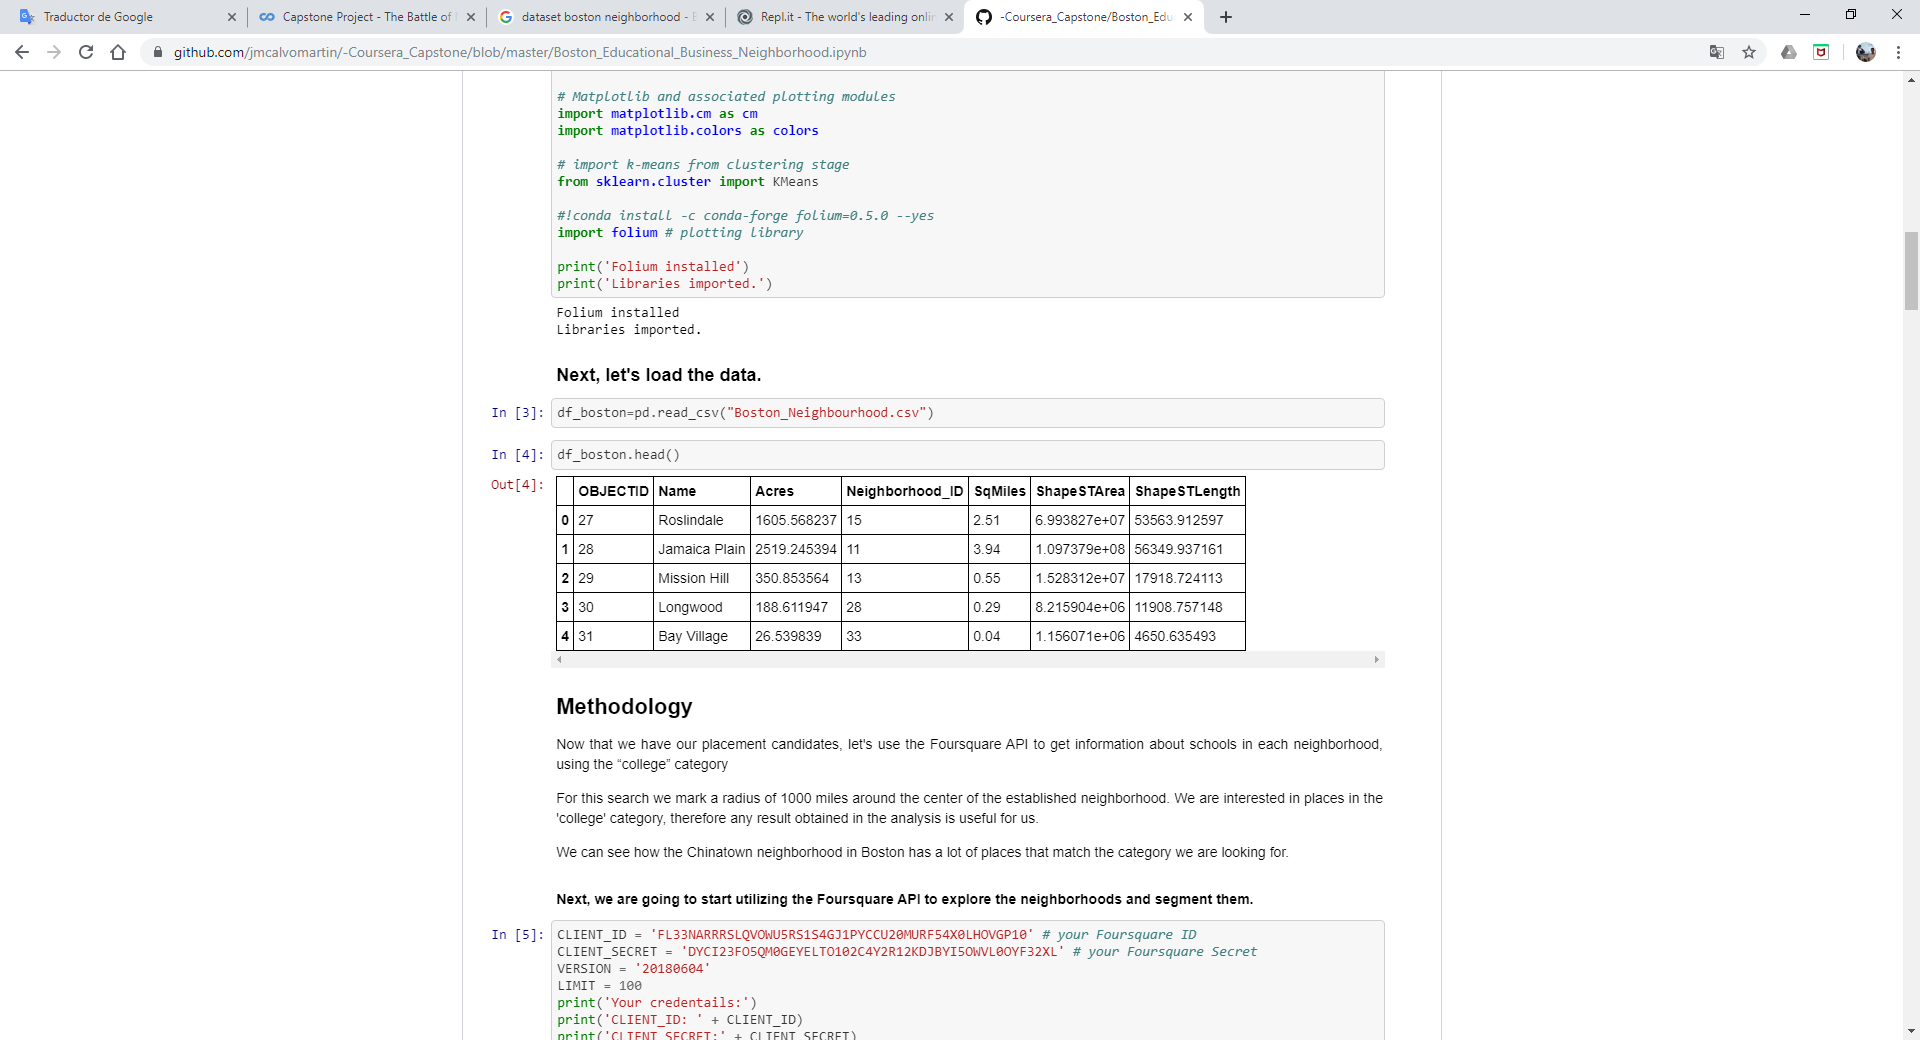 Traductor de Google
Capstone Project - The Battle of
dataset boston neighborhood -
Repl.it - The world's leading onlin
-Coursera_Capstone/Boston_Edu
github.com/jmcalvomartin/-Coursera_Capstone/blob/master/Boston_Educational_Business_Neighborhood.ipynb
# Matplotlib and associated plotting modules
import matplotlib.cm as cm
import matplotlib.colors as colors
# import k-means from clustering stage
from sklearn.cluster import KMeans
#!conda install -c conda-forge folium=0.5.0 --yes
import folium # plotting library
print('Folium installed')
print('Libraries imported.')
Folium installed
Libraries imported.
Next, let's load the data.
In [3]: df_boston=pd.read_csv("Boston_Neighbourhood.csv")
In [4]: df_boston.head()
Out[4]:
OBJECTID Name Acres Neighborhood_ID SqMiles ShapeSTArea ShapeSTLength
0 27 Roslindale 1605.568237 15 2.51 6.993827e+07 53563.912597
1 28 Jamaica Plain 2519.245394 11 3.94 1.097379e+08 56349.937161
2 29 Mission Hill 350.853564 13 0.55 1.528312e+07 17918.724113
3 30 Longwood 188.611947 28 0.29 8.215904e+06 11908.757148
4 31 Bay Village 26.539839 33 0.04 1.156071e+06 4650.635493
Methodology
Now that we have our placement candidates, let's use the Foursquare API to get information about schools in each neighborhood,
using the “college” category
For this search we mark a radius of 1000 miles around the center of the established neighborhood. We are interested in places in the
'college' category, therefore any result obtained in the analysis is useful for us.
We can see how the Chinatown neighborhood in Boston has a lot of places that match the category we are looking for.
Next, we are going to start utilizing the Foursquare API to explore the neighborhoods and segment them.
In [5]: CLIENT_ID = 'FL33NARRRSLQVOWU5RS1S4GJ1PYCCU20MURF54X0LHOVGP10' # your Foursquare ID
CLIENT_SECRET = 'DYCI23FO5QM0GEYELTO102C4Y2R12KDJBYI5OWVL0OYF32XL' # your Foursquare Secret
VERSION = '20180604'
LIMIT = 100
print('Your credentails:')
print('CLIENT_ID: ' + CLIENT_ID)
print('CLIENT_SECRET:' + CLIENT_SECRET)